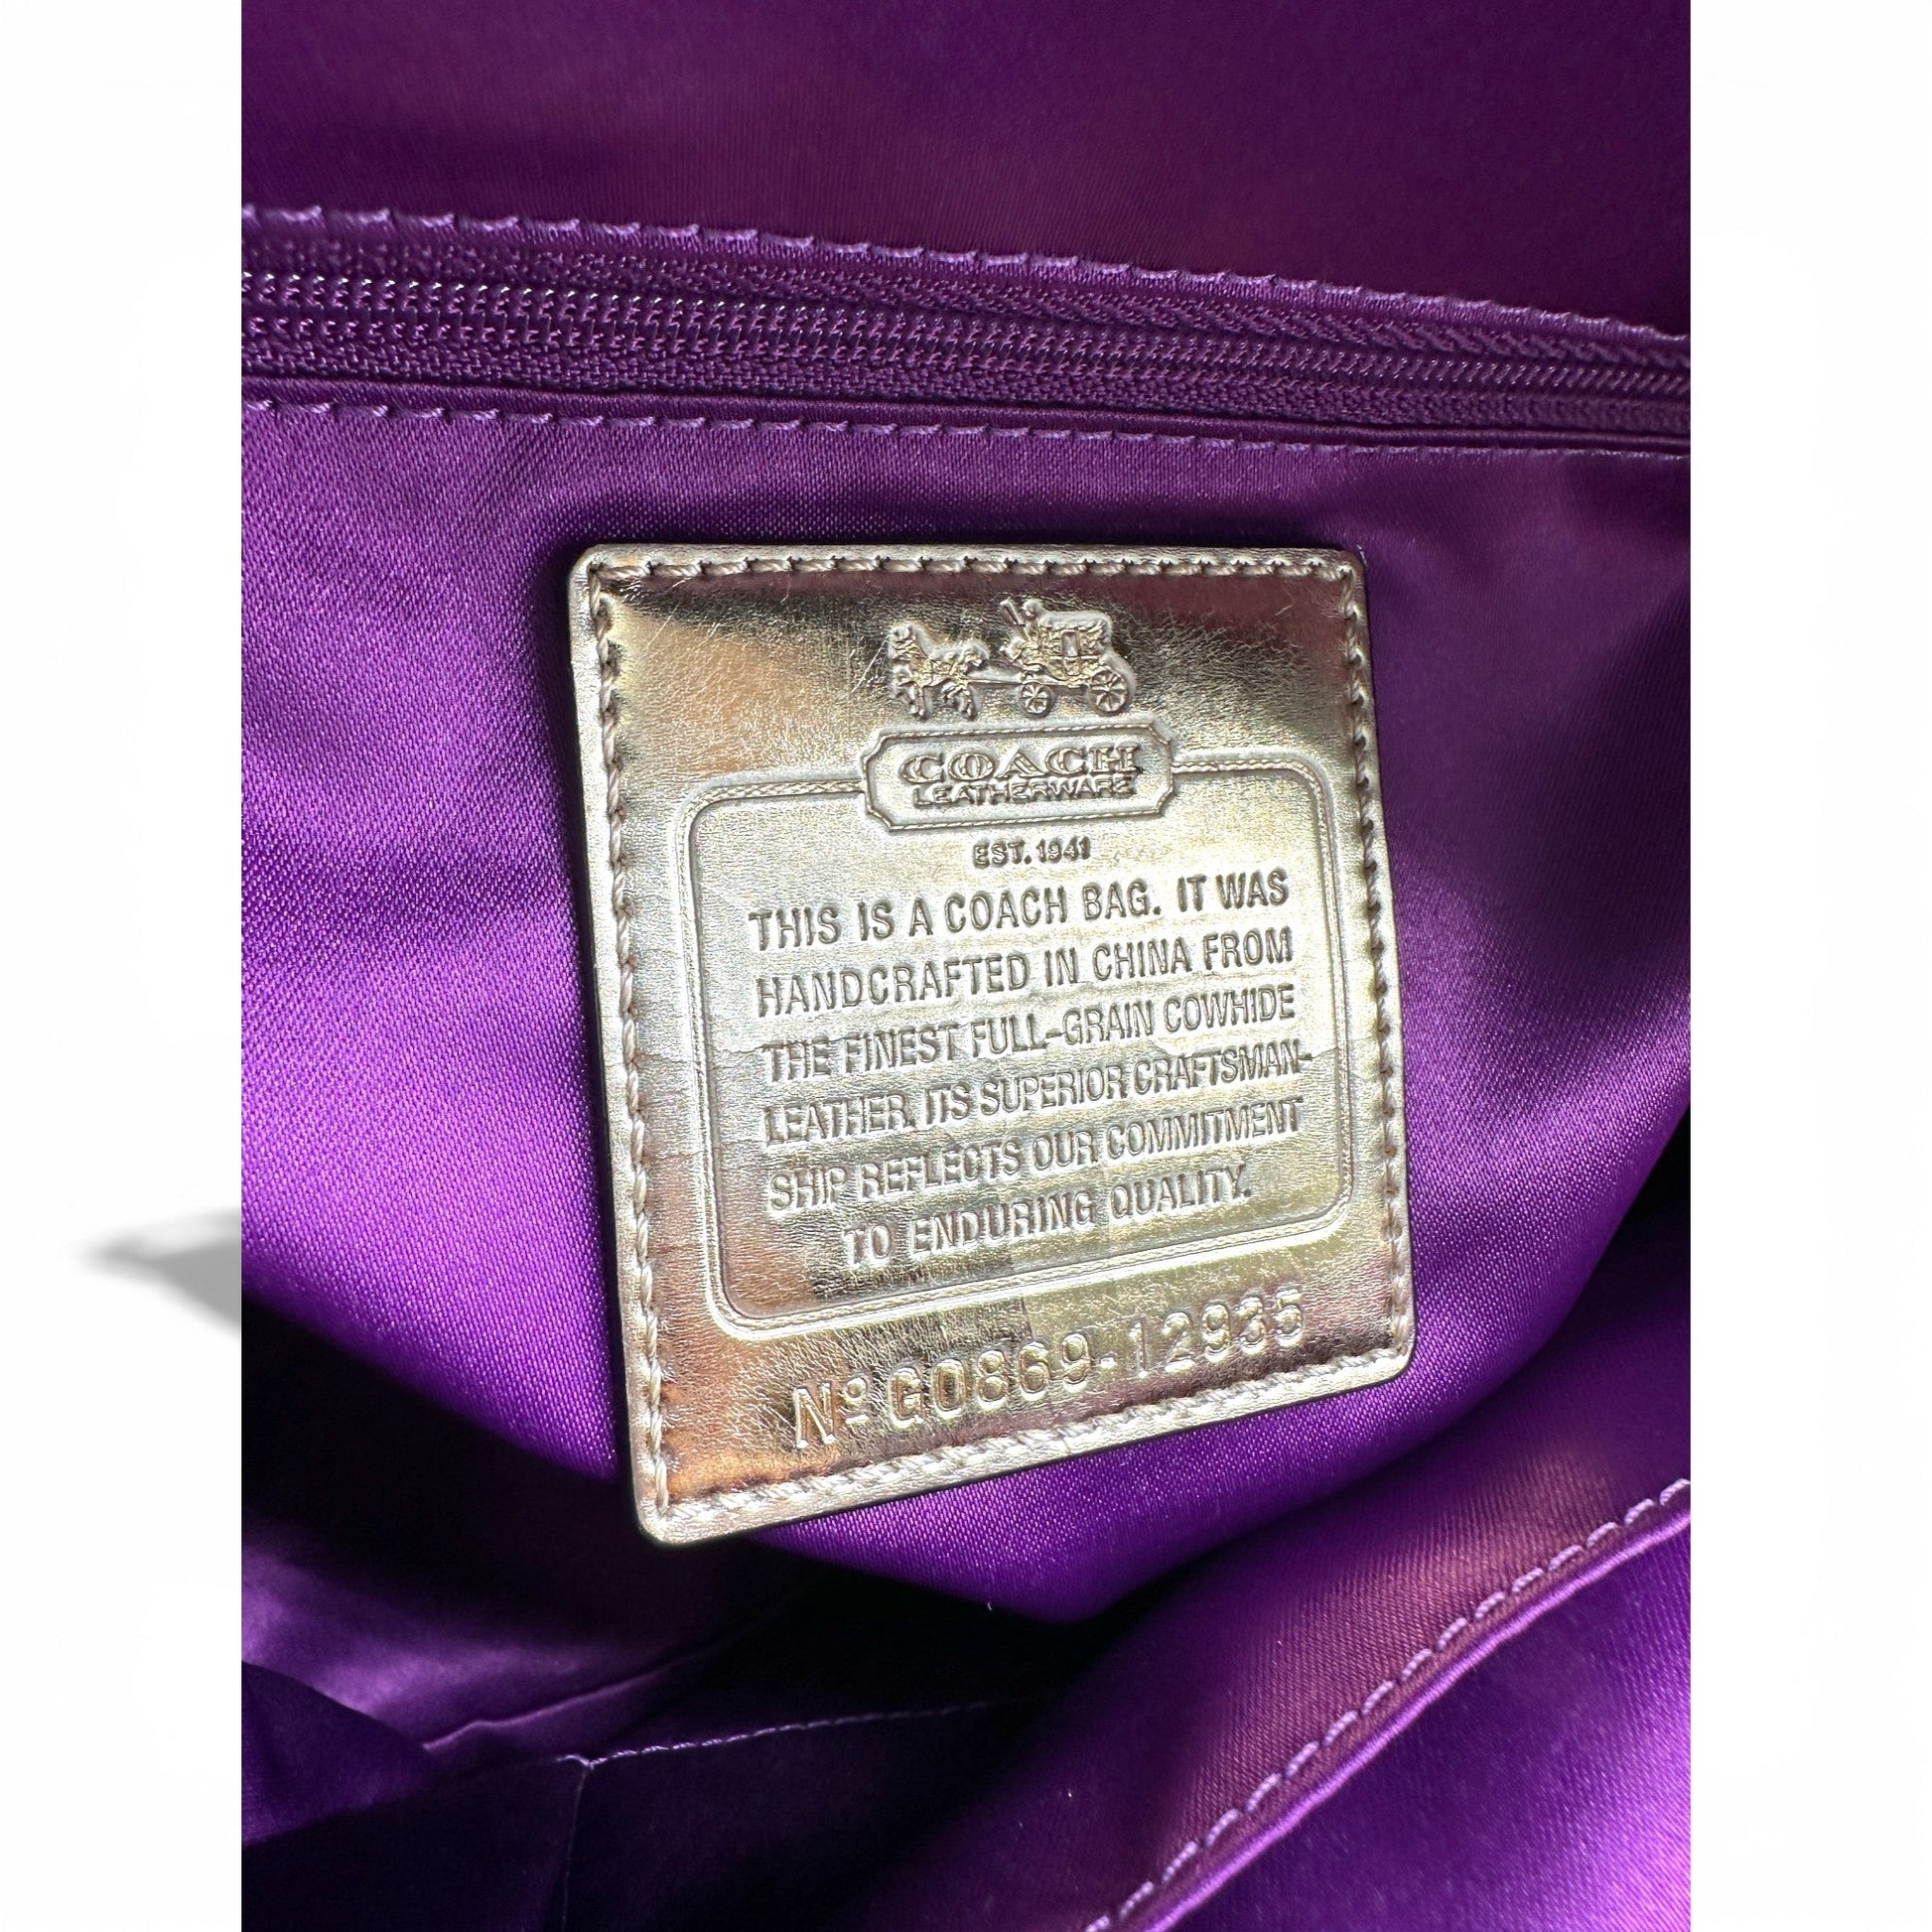 COACH
LEATHERWARE
EST. 1941
THIS IS A COACH BAG. IT WAS
HANDCRAFTED IN CHINA FROM
THE FINEST FULL-GRAIN COWHIDE
LEATHER. ITS SUPERIOR CRAFTSMAN-
SHIP REFLECTS OUR COMMITMENT
TO ENDURING QUALITY.
Nº G0869-12935